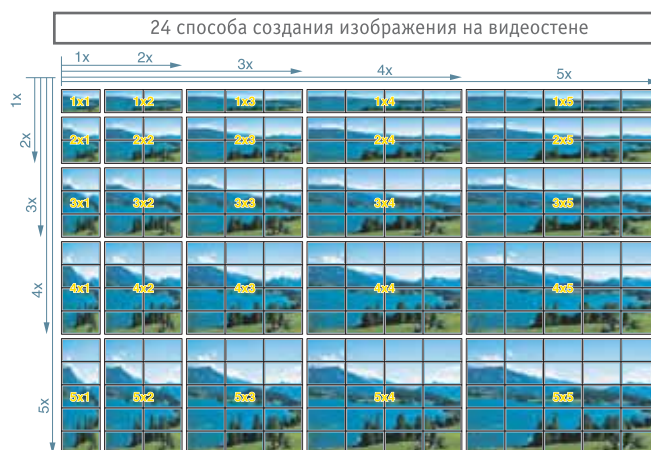 24 способа создания изображения на видеостене
1x
2x
3x
4x
5x
1x
2x
3x
4x
5x
1x1 1x2 1x3 1x4 1x5
2x1 2x2 2x3 2x4 2x5
3x1 3x2 3x3 3x4 3x5
4x1 4x2 4x3 4x4 4x5
5x1 5x2 5x3 5x4 5x5